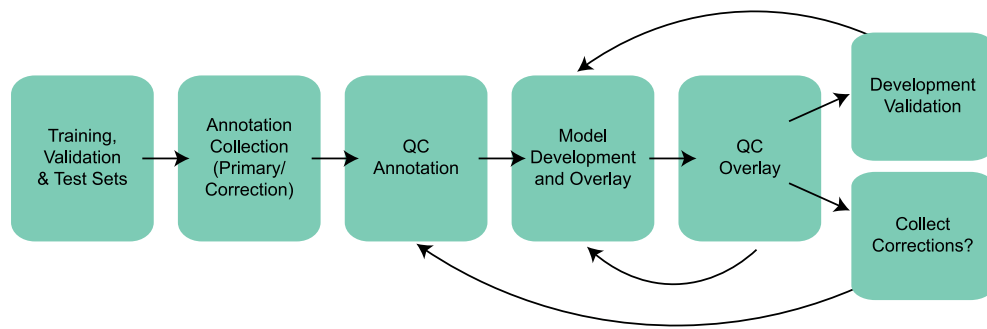 Training,
Validation
& Test Sets
Annotation
Collection
(Primary/
Correction)
QC
Annotation
Model
Development
and Overlay
QC
Overlay
Development
Validation
Collect
Corrections?